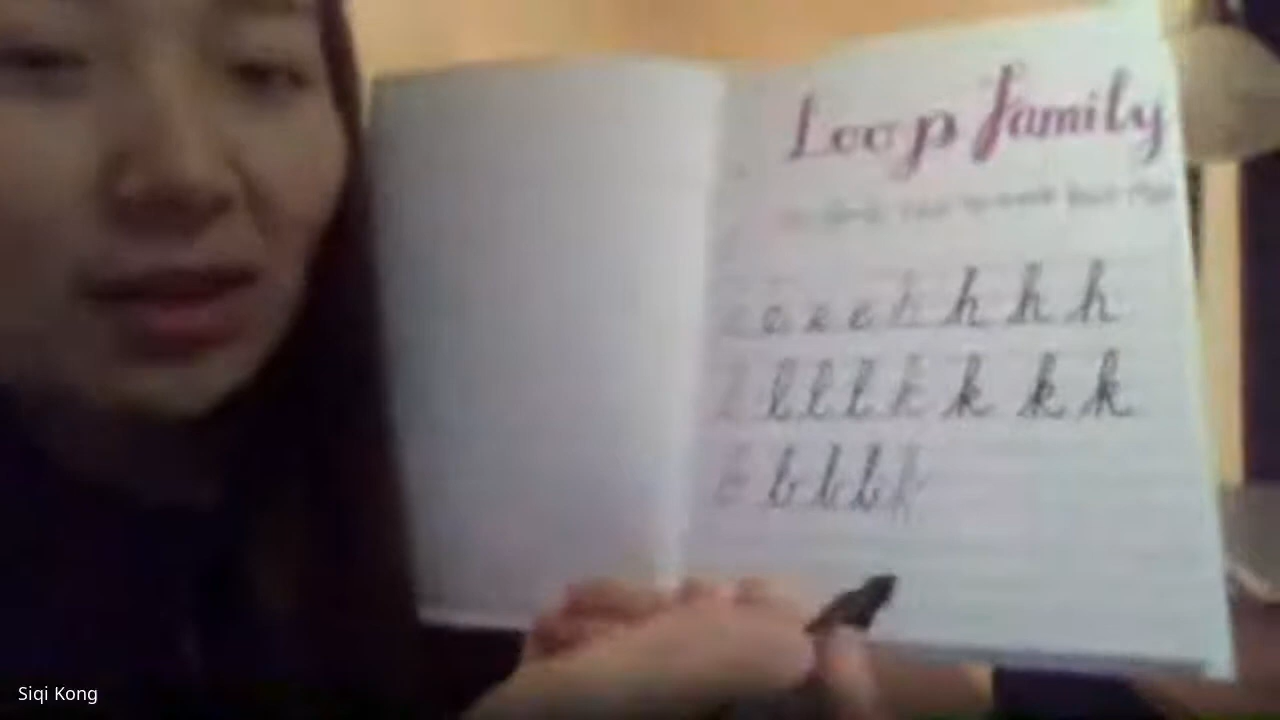 Loop family
e e e e h h h h
l l l l k k k k
b b b b f
Siqi Kong